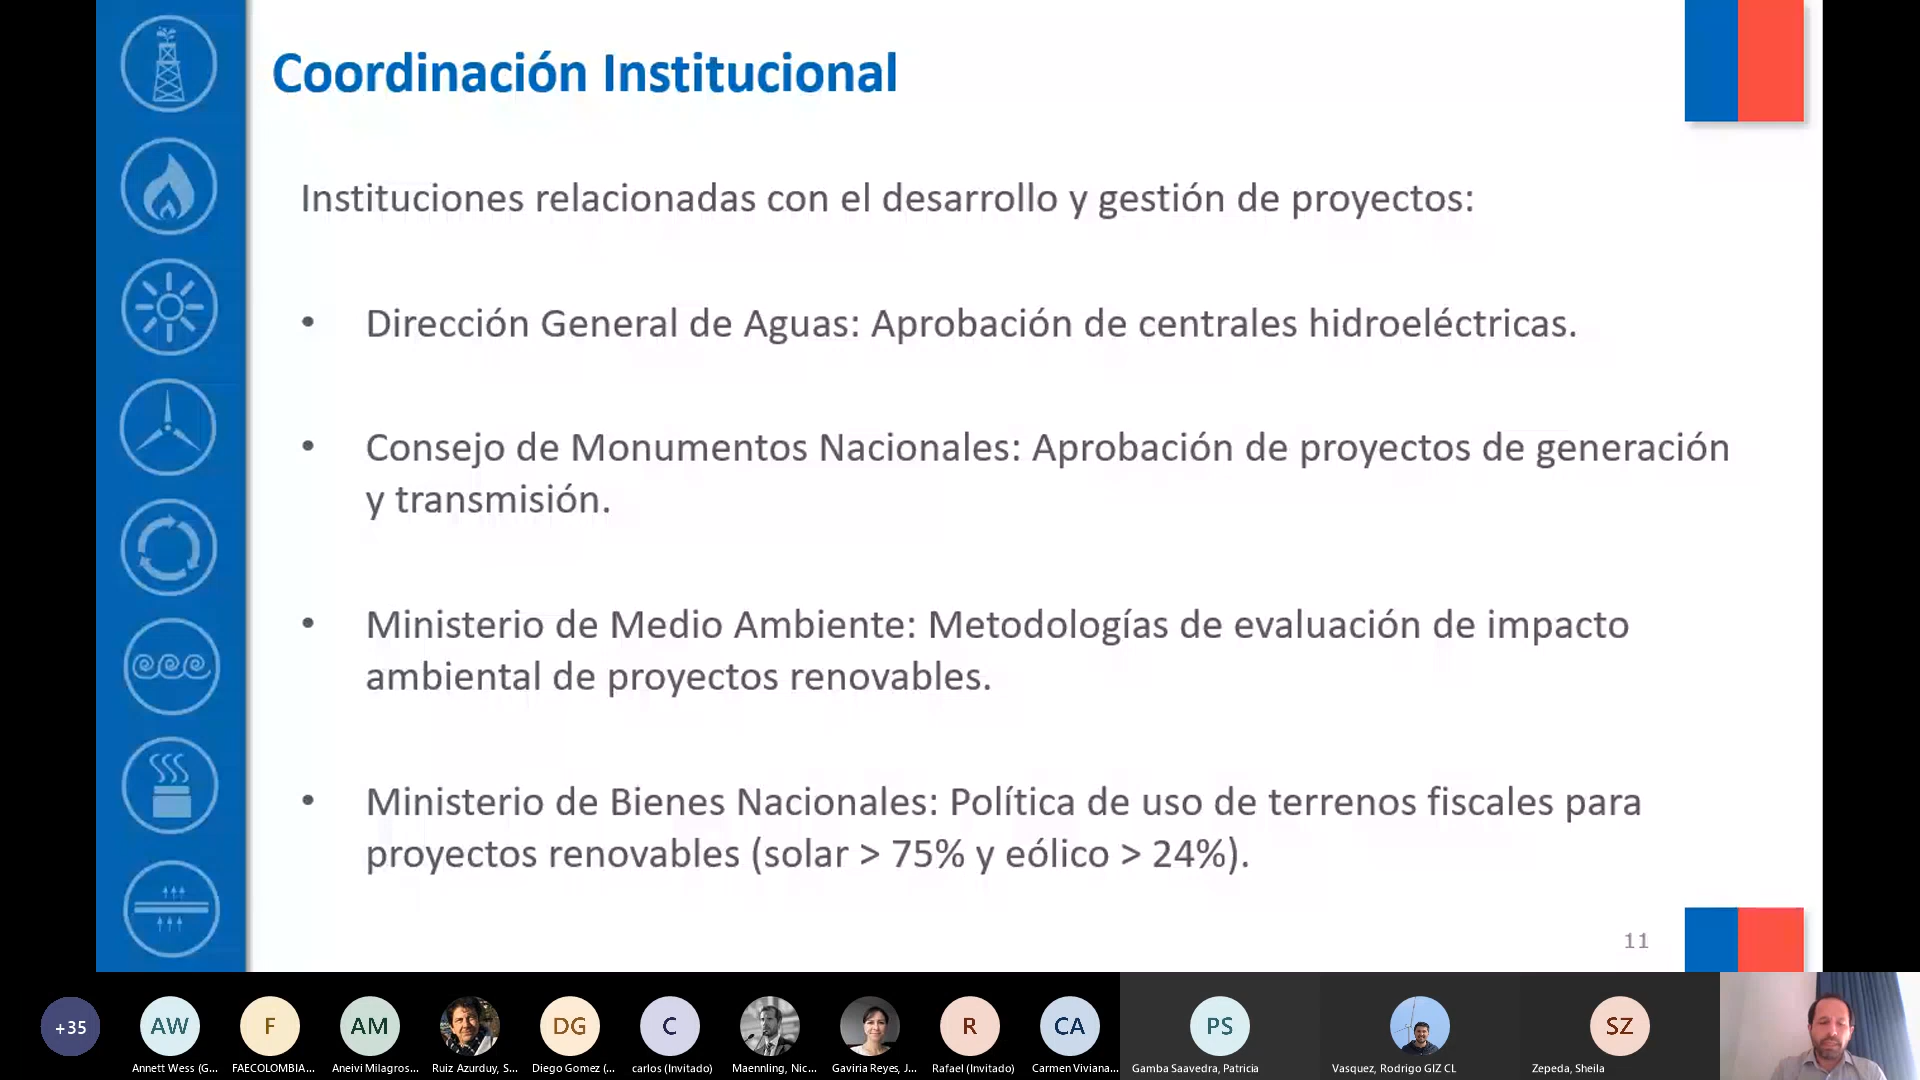 Coordinación Institucional
Instituciones relacionadas con el desarrollo y gestión de proyectos:
• Dirección General de Aguas: Aprobación de centrales hidroeléctricas.
• Consejo de Monumentos Nacionales: Aprobación de proyectos de generación
y transmisión.
• Ministerio de Medio Ambiente: Metodologías de evaluación de impacto
ambiental de proyectos renovables.
• Ministerio de Bienes Nacionales: Política de uso de terrenos fiscales para
proyectos renovables (solar > 75% y eólico > 24%).
11
+35 AW F AM DG C R CA PS SZ
Annett Wess (G... FAECOLOMBIA... Aneivi Milagros... Ruiz Azurduy, S... Diego Gomez (... carlos (Invitado) Maennling, Nic... Gaviria Reyes, J... Rafael (Invitado) Carmen Viviana... Gamba Saavedra, Patricia Vasquez, Rodrigo GIZ CL Zepeda, Sheila